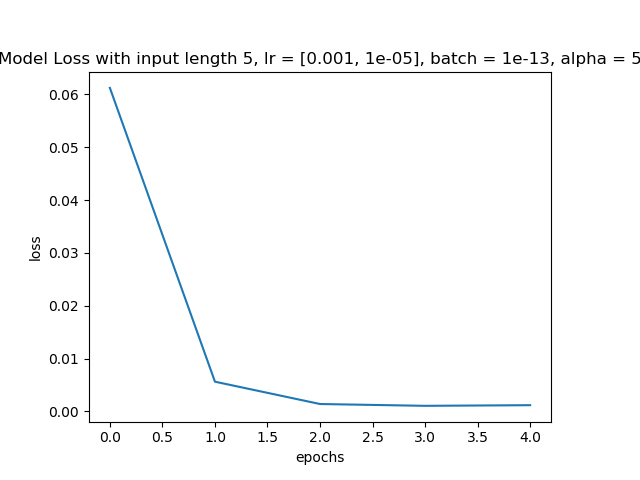 Model Loss with input length 5, lr = [0.001, 1e-05], batch = 1e-13, alpha = 5
0.06
0.05
0.04
0.03
0.02
0.01
0.00
loss
0.0 0.5 1.0 1.5 2.0 2.5 3.0 3.5 4.0
epochs